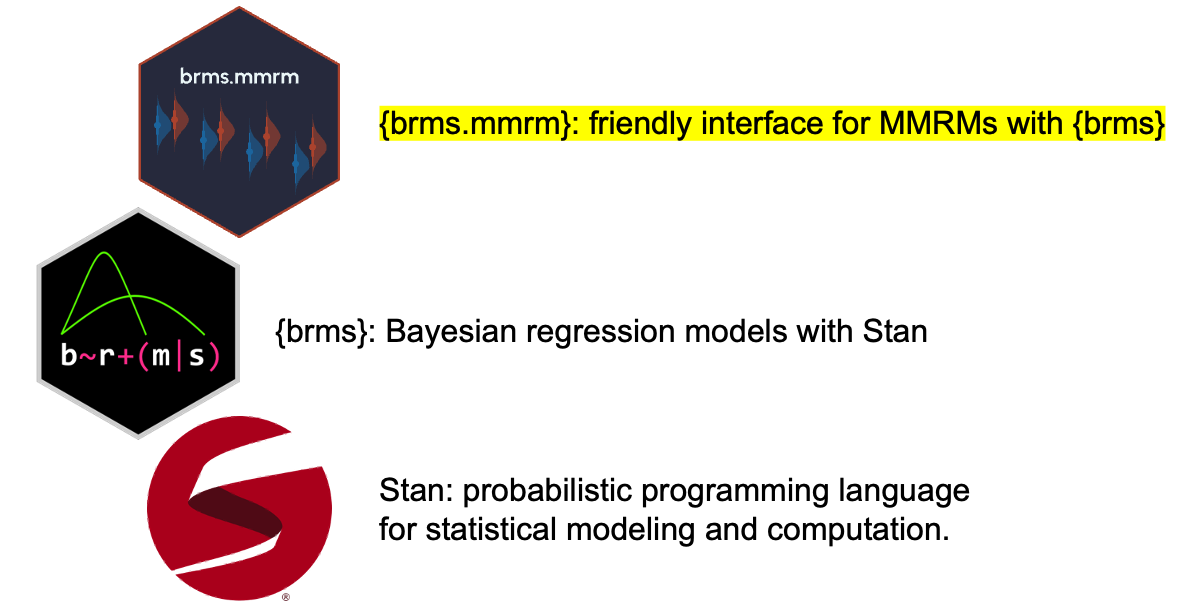 brms.mmrm
{brms.mmrm}: friendly interface for MMRMs with {brms}
b~r+(m|s)
{brms}: Bayesian regression models with Stan
Stan: probabilistic programming language
for statistical modeling and computation.
®